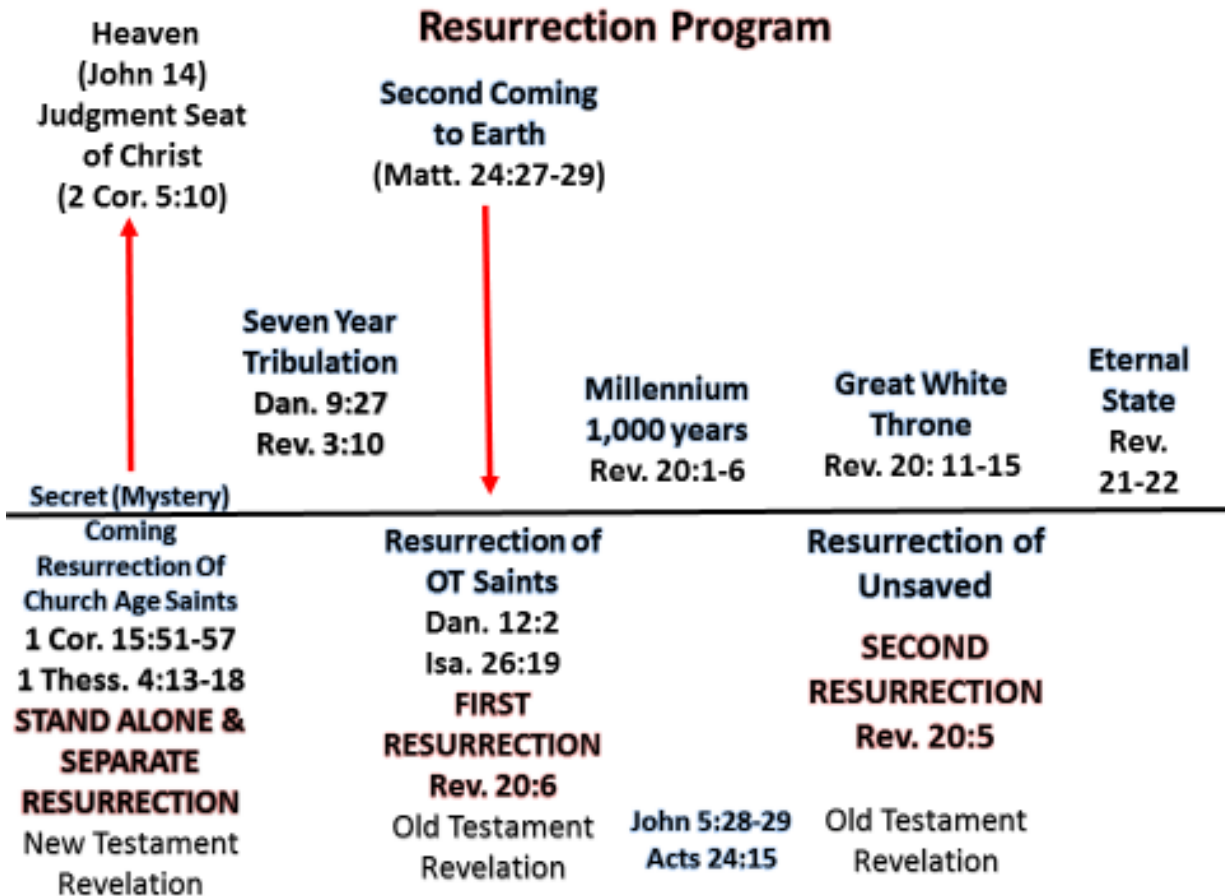 Resurrection Program
Heaven
(John 14)
Judgment Seat
of Christ
(2 Cor. 5:10)
Second Coming
to Earth
(Matt. 24:27-29)
Seven Year
Tribulation
Dan. 9:27
Rev. 3:10
Millennium
1,000 years
Rev. 20:1-6
Great White
Throne
Rev. 20: 11-15
Eternal
State
Rev.
21-22
Secret (Mystery)
Coming
Resurrection Of
Church Age Saints
1 Cor. 15:51-57
1 Thess. 4:13-18
STAND ALONE &
SEPARATE
RESURRECTION
New Testament
Revelation
Resurrection of
OT Saints
Dan. 12:2
Isa. 26:19
FIRST
RESURRECTION
Rev. 20:6
Old Testament
Revelation
John 5:28-29
Acts 24:15
Resurrection of
Unsaved
SECOND
RESURRECTION
Rev. 20:5
Old Testament
Revelation